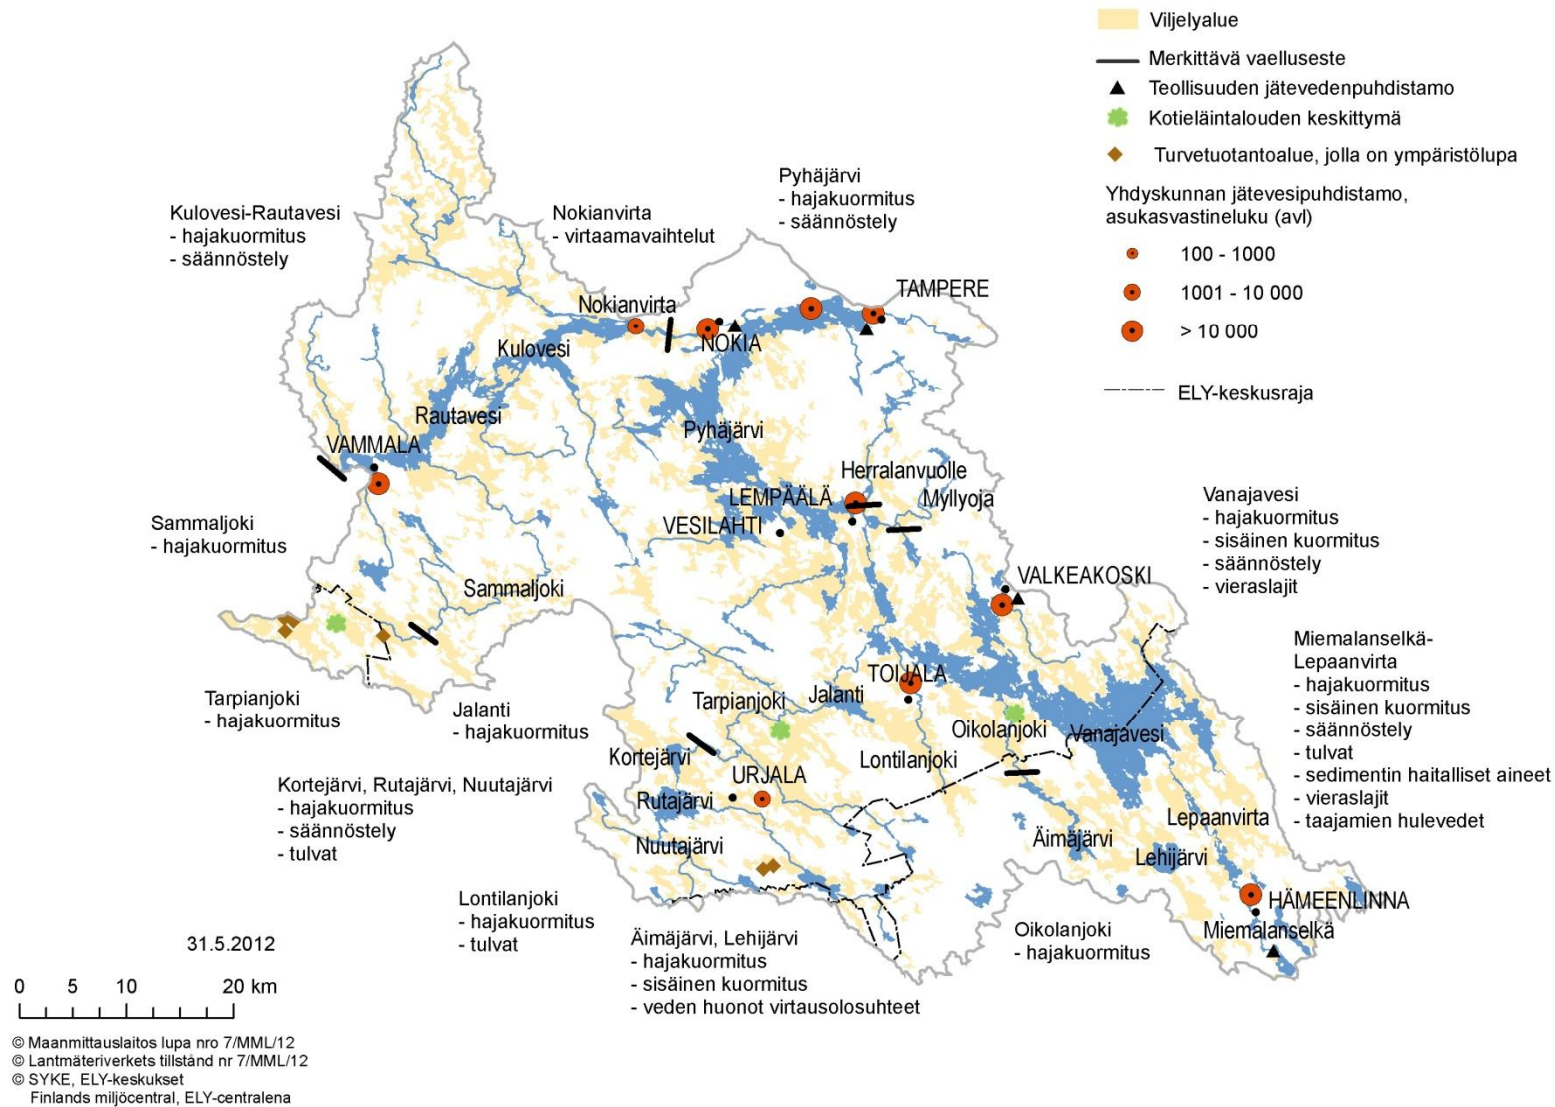 Viljelyalue
Merkittävä vaelluseste
Teollisuuden jätevedenpuhdistamo
Kotieläintalouden keskittymä
Turvetuotantoalue, jolla on ympäristölupa
Yhdyskunnan jätevesipuhdistamo,
asukasvastineluku (avl)
100 - 1000
1001 - 10 000
> 10 000
ELY-keskusraja
Pyhäjärvi
- hajakuormitus
- säännöstely
Kulovesi-Rautavesi
- hajakuormitus
- säännöstely
Nokianvirta
- virtaamavaihtelut
TAMPERE
Nokianvirta
NOKIA
Kulovesi
Rautavesi
Pyhäjärvi
VAMMALA
Herralanvuolle
LEMPÄÄLÄ
Myllyoja
VESILAHTI
Vanajavesi
- hajakuormitus
- sisäinen kuormitus
- säännöstely
- vieraslajit
Sammaljoki
- hajakuormitus
Sammaljoki
VALKEAKOSKI
Miemalanselkä-
Lepaanvirta
- hajakuormitus
- sisäinen kuormitus
- säännöstely
- tulvat
- sedimentin haitalliset aineet
- vieraslajit
- taajamien hulevedet
TOIJALA
Tarpianjoki
Jalanti
Tarpianjoki
- hajakuormitus
Jalanti
- hajakuormitus
Oikolanjoki
Vanajavesi
Kortejärvi
Lontilanjoki
URJALA
Kortejärvi, Rutajärvi, Nuutajärvi
- hajakuormitus
- säännöstely
- tulvat
Rutajärvi
Lepaanvirta
Nuutajärvi
Äimäjärvi
Lehijärvi
Lontilanjoki
- hajakuormitus
- tulvat
HÄMEENLINNA
Miemalanselkä
Äimäjärvi, Lehijärvi
- hajakuormitus
- sisäinen kuormitus
- veden huonot virtausolosuhteet
Oikolanjoki
- hajakuormitus
31.5.2012
0 5 10 20 km
© Maanmittauslaitos lupa nro 7/MML/12
© Lantmäteriverkets tillstånd nr 7/MML/12
© SYKE, ELY-keskukset
Finlands miljöcentral, ELY-centralena